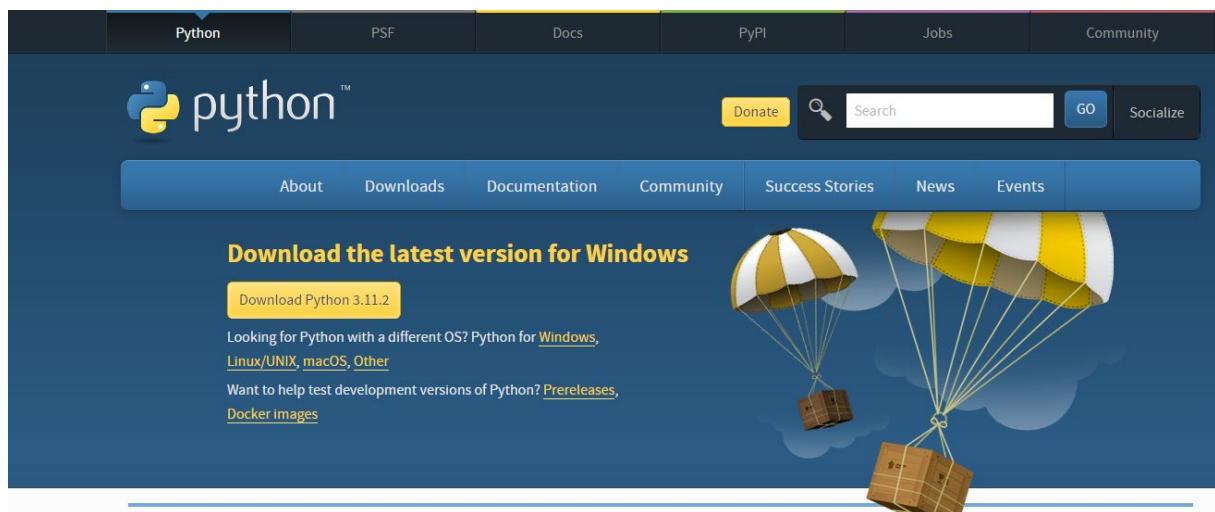 Python PSF Docs PyPI Jobs Community
python™
Donate Search GO Socialize
About Downloads Documentation Community Success Stories News Events
Download the latest version for Windows
Download Python 3.11.2
Looking for Python with a different OS? Python for Windows,
Linux/UNIX, macOS, Other
Want to help test development versions of Python? Prereleases,
Docker images